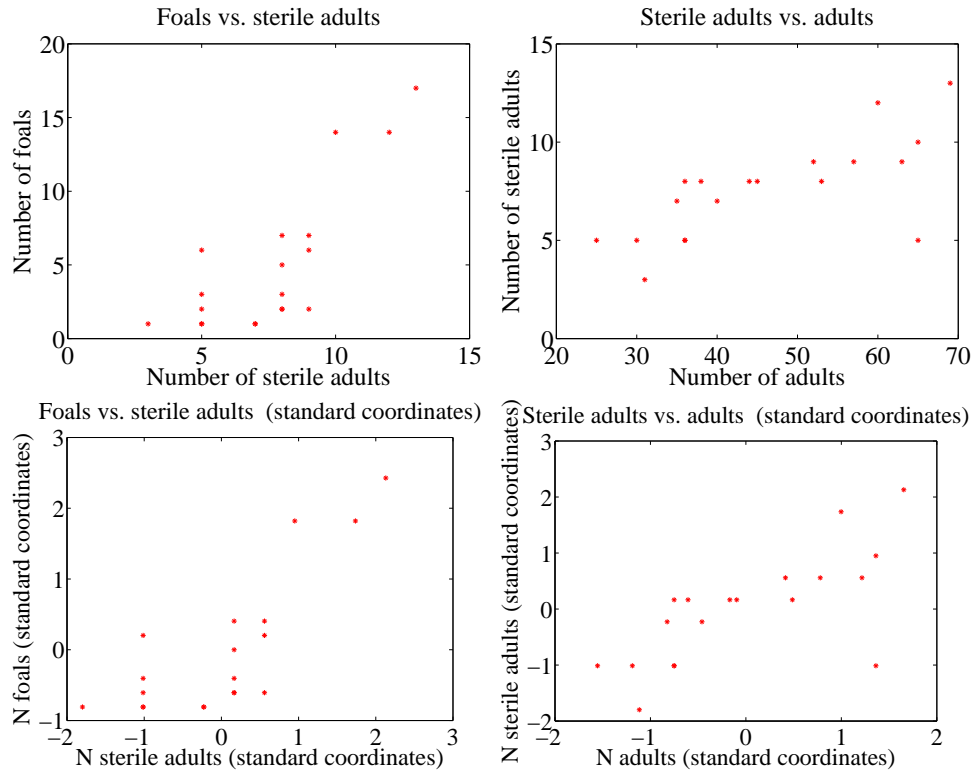 Foals vs. sterile adults
20
15
10
5
0
0 5 10 15
Number of foals
Number of sterile adults
Sterile adults vs. adults
15
10
5
0
20 30 40 50 60 70
Number of sterile adults
Number of adults
Foals vs. sterile adults (standard coordinates)
3
2
1
0
−1
−2 −1 0 1 2 3
N foals (standard coordinates)
N sterile adults (standard coordinates)
Sterile adults vs. adults (standard coordinates)
3
2
1
0
−1
−2
−2 −1 0 1 2
N sterile adults (standard coordinates)
N adults (standard coordinates)